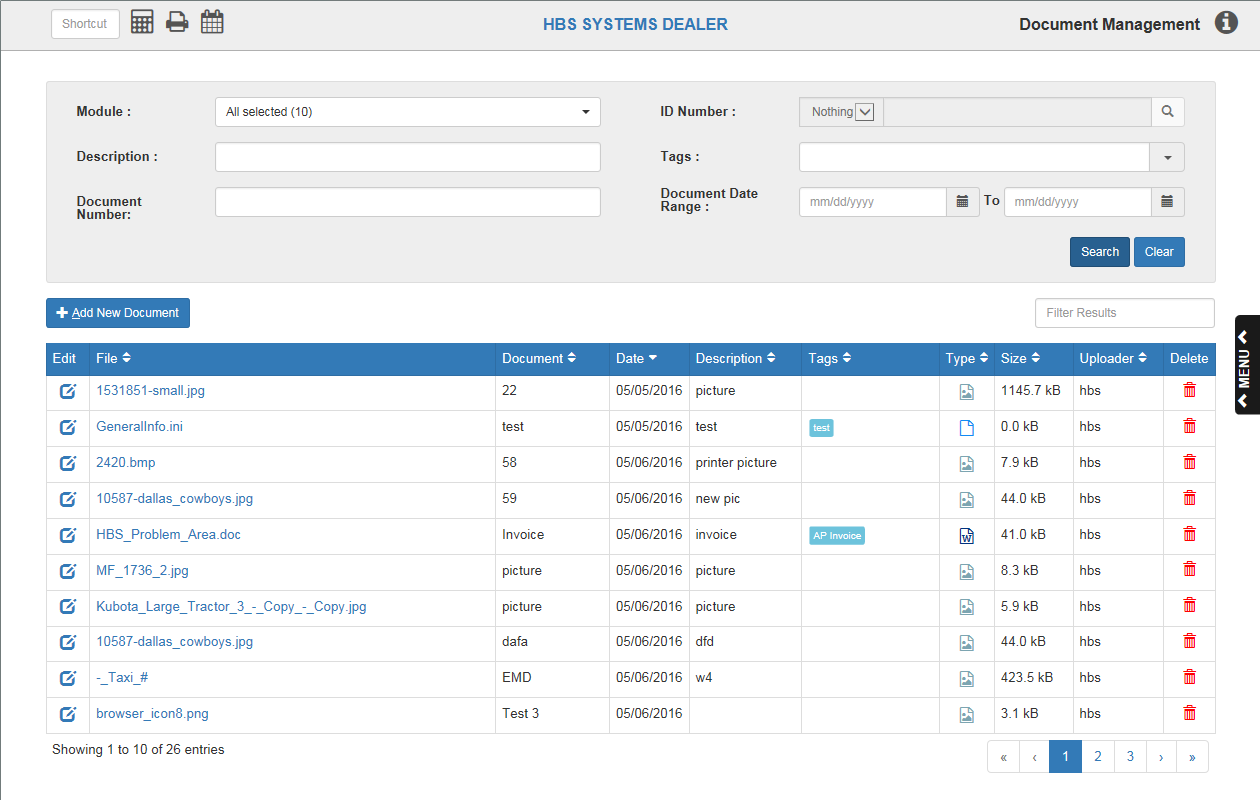 Shortcut HBS SYSTEMS DEALER Document Management
Module : All selected (10) ID Number : Nothing
Description : Tags :
Document Number: Document Date Range : mm/dd/yyyy To mm/dd/yyyy
Search Clear
Add New Document Filter Results
MENU
Edit File Document Date Description Tags Type Size Uploader Delete
1531851-small.jpg 22 05/05/2016 picture 1145.7 kB hbs
GeneralInfo.ini test 05/05/2016 test test 0.0 kB hbs
2420.bmp 58 05/06/2016 printer picture 7.9 kB hbs
10587-dallas_cowboys.jpg 59 05/06/2016 new pic 44.0 kB hbs
HBS_Problem_Area.doc Invoice 05/06/2016 invoice AP Invoice W 41.0 kB hbs
MF_1736_2.jpg picture 05/06/2016 picture 8.3 kB hbs
Kubota_Large_Tractor_3_-_Copy_-_Copy.jpg picture 05/06/2016 picture 5.9 kB hbs
10587-dallas_cowboys.jpg dafa 05/06/2016 dfd 44.0 kB hbs
-_Taxi_# EMD 05/06/2016 w4 423.5 kB hbs
browser_icon8.png Test 3 05/06/2016 3.1 kB hbs
Showing 1 to 10 of 26 entries « ‹ 1 2 3 › »